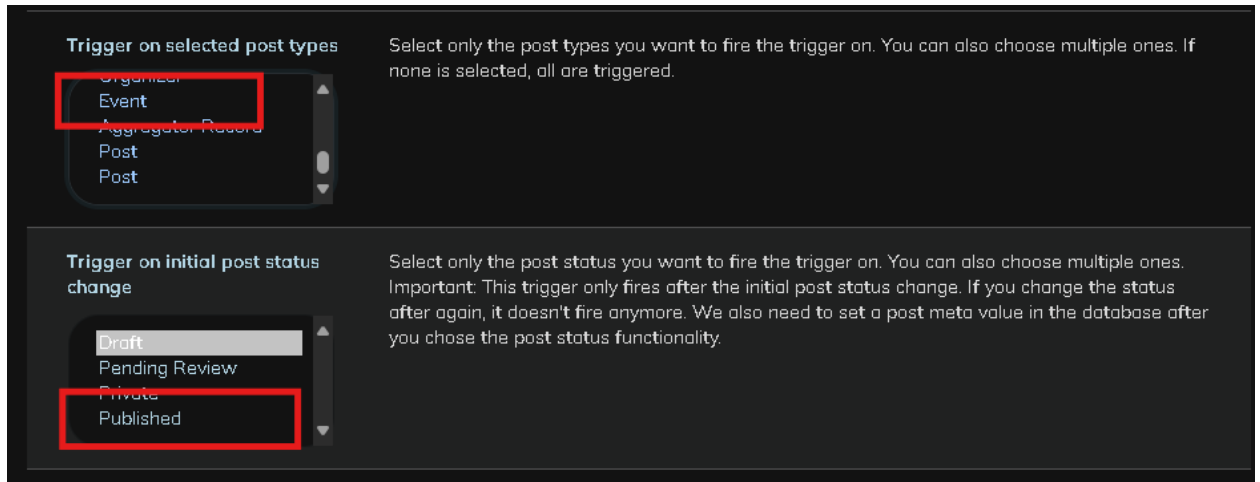 Trigger on selected post types
Select only the post types you want to fire the trigger on. You can also choose multiple ones. If
none is selected, all are triggered.
Organizer
Event
Aggregator Record
Post
Post
Trigger on initial post status
change
Select only the post status you want to fire the trigger on. You can also choose multiple ones.
Important: This trigger only fires after the initial post status change. If you change the status
after again, it doesn't fire anymore. We also need to set a post meta value in the database after
you chose the post status functionality.
Draft
Pending Review
Private
Published